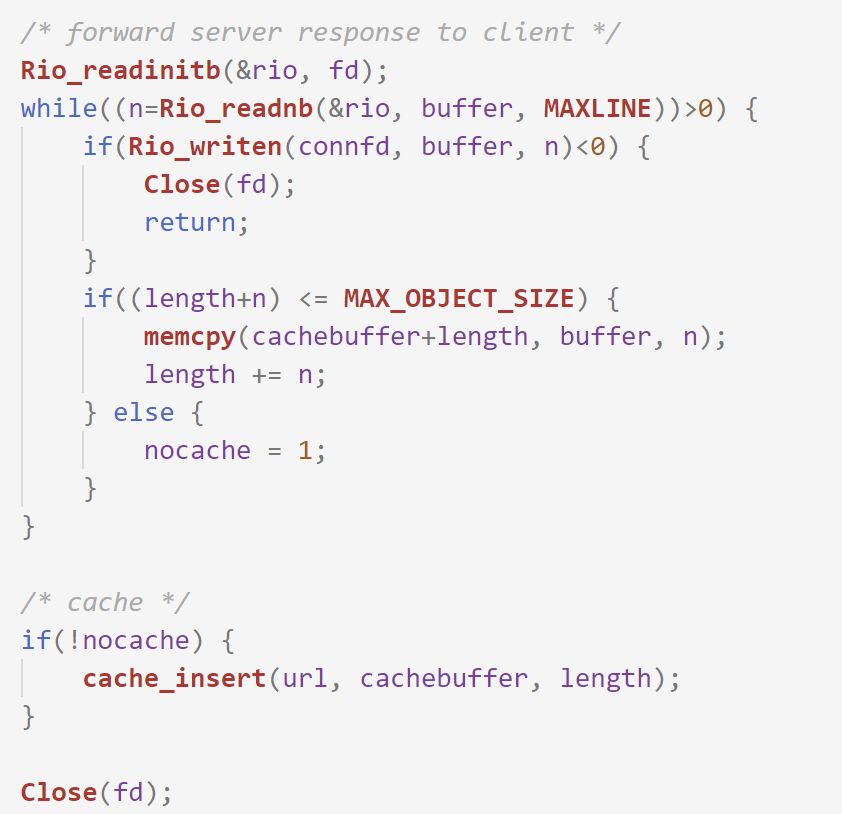 /* forward server response to client */
Rio_readinitb(&rio, fd);
while((n=Rio_readnb(&rio, buffer, MAXLINE))>0) {
    if(Rio_writen(connfd, buffer, n)<0) {
        Close(fd);
        return;
    }
    if((length+n) <= MAX_OBJECT_SIZE) {
        memcpy(cachebuffer+length, buffer, n);
        length += n;
    } else {
        nocache = 1;
    }
}

/* cache */
if(!nocache) {
    cache_insert(url, cachebuffer, length);
}

Close(fd);